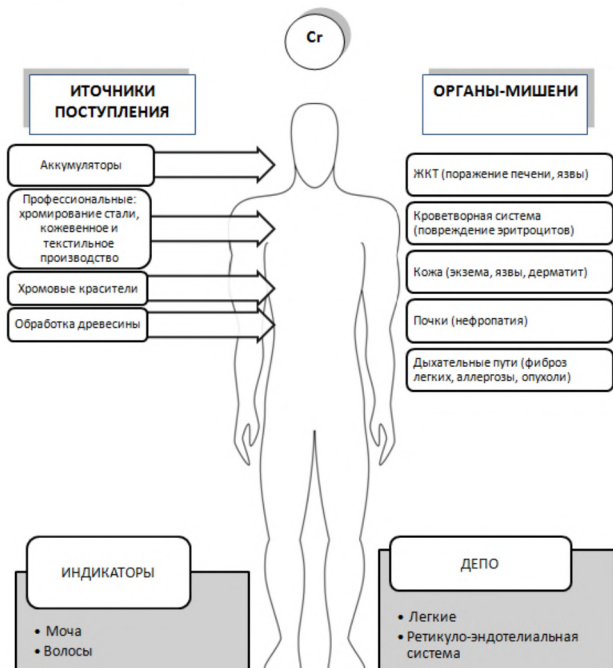 Cr
ИТОЧНИКИ
ПОСТУПЛЕНИЯ
Аккумуляторы
Профессиональные:
хромирование стали,
кожевенное и
текстильное
производство
Хромовые красители
Обработка древесины
ОРГАНЫ-МИШЕНИ
ЖКТ (поражение печени, язвы)
Кроветворная система
(повреждение эритроцитов)
Кожа (экзема, язвы, дерматит)
Почки (нефропатия)
Дыхательные пути (фиброз
легких, аллергозы, опухоли)
ИНДИКАТОРЫ
• Моча
• Волосы
ДЕПО
• Легкие
• Ретикуло-эндотелиальная
система